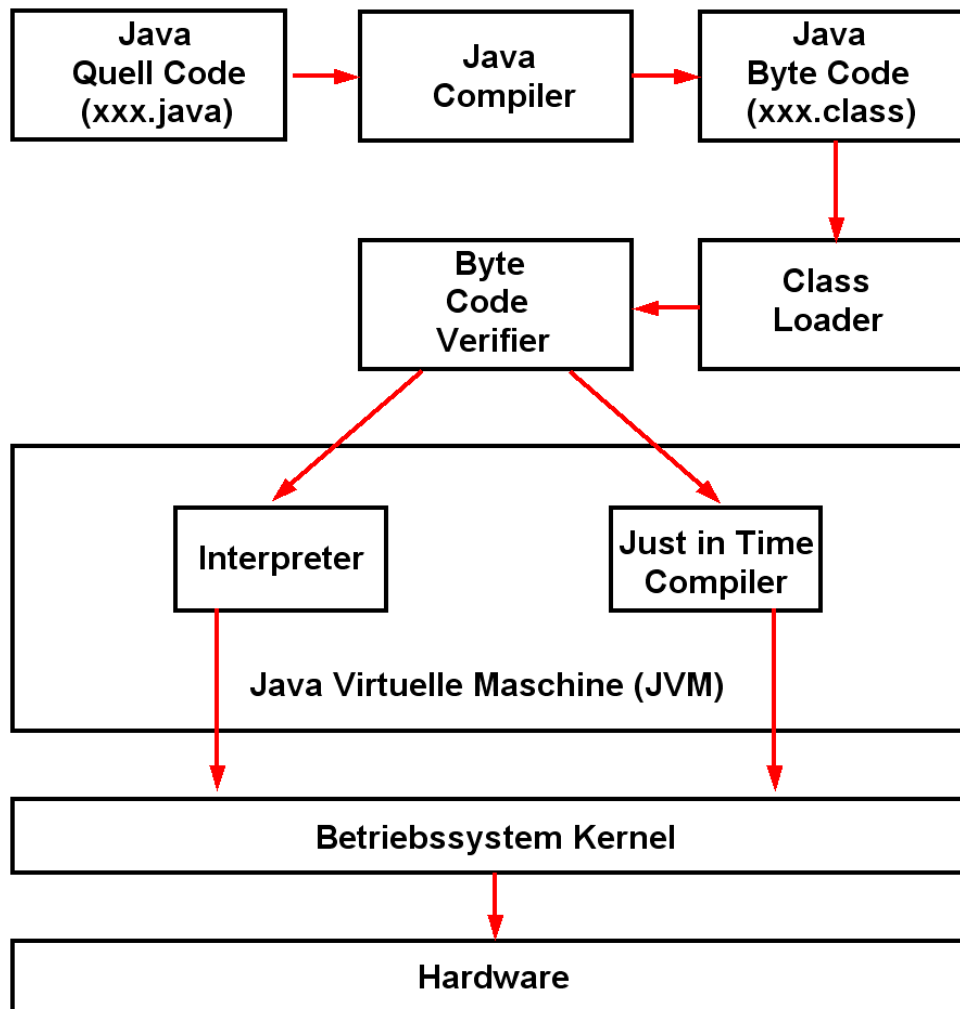 Java
Quell Code
(xxx.java)
Java
Compiler
Java
Byte Code
(xxx.class)
Byte
Code
Verifier
Class
Loader
Interpreter
Just in Time
Compiler
Java Virtuelle Maschine (JVM)
Betriebssystem Kernel
Hardware